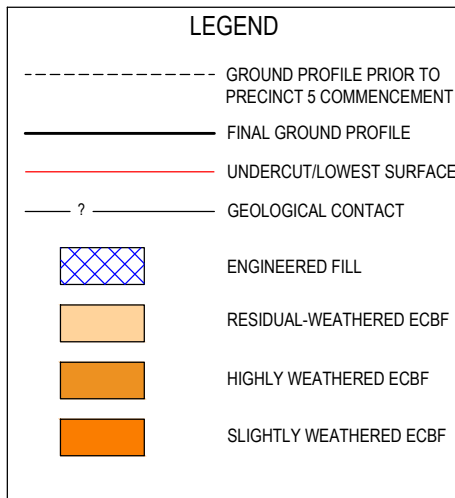 LEGEND
GROUND PROFILE PRIOR TO
PRECINCT 5 COMMENCEMENT
FINAL GROUND PROFILE
UNDERCUT/LOWEST SURFACE
? GEOLOGICAL CONTACT
ENGINEERED FILL
RESIDUAL-WEATHERED ECBF
HIGHLY WEATHERED ECBF
SLIGHTLY WEATHERED ECBF